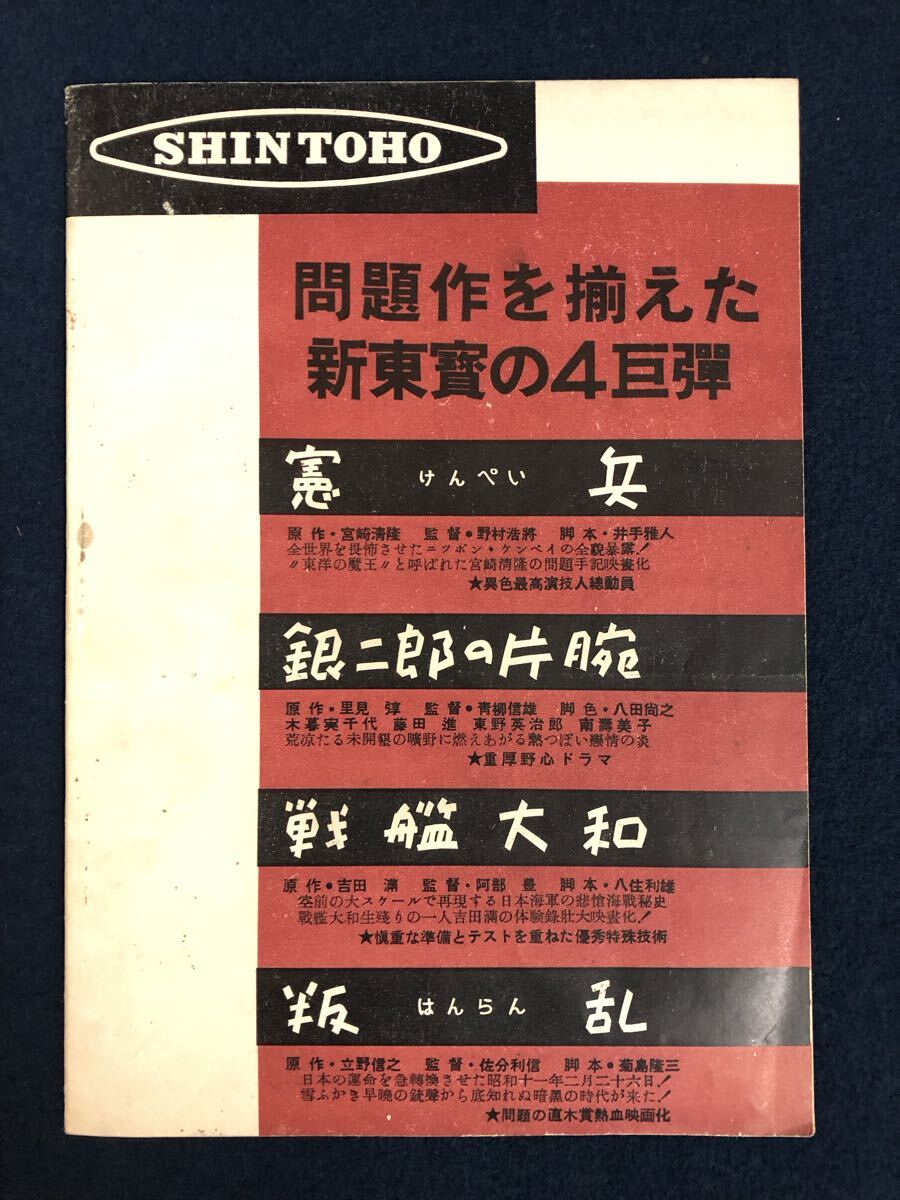 SHINTOHO
問題作を揃えた
新東寳の4巨彈
憲 けんぺい 兵
原作・宮崎清隆 監督・野村浩將 脚本・井手雅人
全世界を畏怖させたニツポン・ケンペイの全貌暴露!
〃東洋の魔王〃と呼ばれた宮崎清隆の問題手記映畫化
★異色最高演技人總動員
銀二郎の片腕
原作・里見弴 監督・青柳信雄 脚色・八田尚之
木暮実千代 藤田進 東野英治郎 南壽美子
荒凉たる未開墾の曠野に燃えあがる熱つぽい戀情の炎
★重厚野心ドラマ
戦艦大和
原作・吉田満 監督・阿部豊 脚本・八住利雄
空前の大スケールで再現する日本海軍の悲愴海戰秘史
戰艦大和生残りの一人吉田満の体験錄壯大映畫化!
★愼重な準備とテストを重ねた優秀特殊技術
叛 はんらん 乱
原作・立野信之 監督・佐分利信 脚本・菊島隆三
日本の運命を急轉換させた昭和十一年二月二十六日!
雪ふかき早曉の銃聲から底知れぬ暗黒の時代が来た!
★問題の直木賞熱血映画化